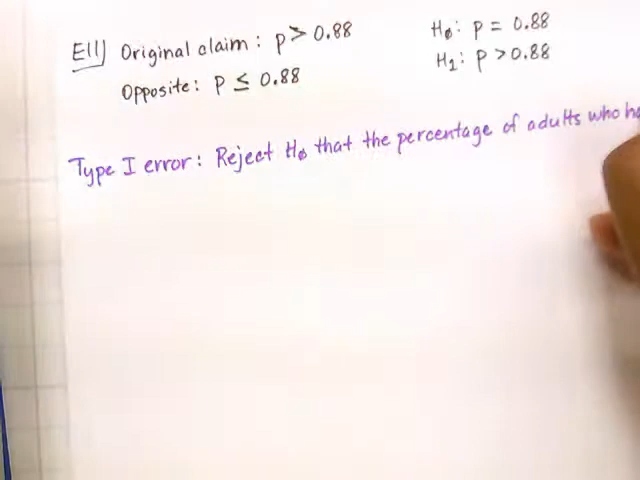 E11) Original claim: p > 0.88
Opposite: p ≤ 0.88
H₀: p = 0.88
H₁: p > 0.88
Type I error: Reject H₀ that the percentage of adults who